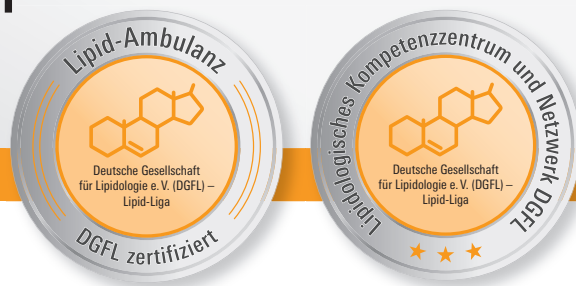 Lipid-Ambulanz
Deutsche Gesellschaft
für Lipidologie e. V. (DGFL) –
Lipid-Liga
DGFL zertifiziert
Lipidologisches Kompetenzzentrum und Netzwerk DGFL
Deutsche Gesellschaft
für Lipidologie e. V. (DGFL) –
Lipid-Liga